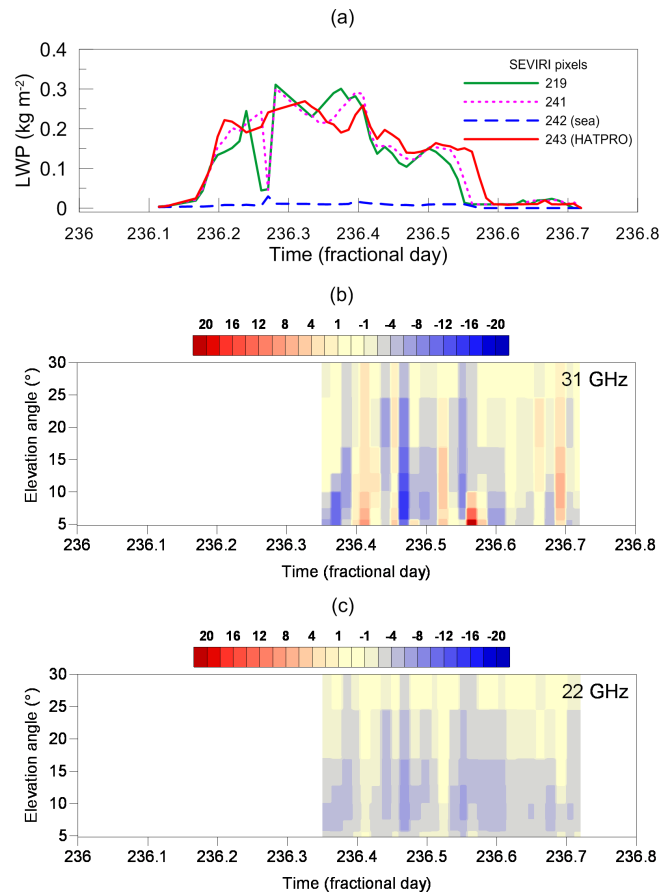 (a)
LWP (kg m-2)
0.4
0.3
0.2
0.1
0
SEVIRI pixels
219
241
242 (sea)
243 (HATPRO)
236 236.1 236.2 236.3 236.4 236.5 236.6 236.7 236.8
Time (fractional day)
(b)
20 16 12 8 4 1 -1 -4 -8 -12 -16 -20
Elevation angle (°)
30
25
20
15
10
5
31 GHz
236 236.1 236.2 236.3 236.4 236.5 236.6 236.7 236.8
Time (fractional day)
(c)
20 16 12 8 4 1 -1 -4 -8 -12 -16 -20
Elevation angle (°)
30
25
20
15
10
5
22 GHz
236 236.1 236.2 236.3 236.4 236.5 236.6 236.7 236.8
Time (fractional day)